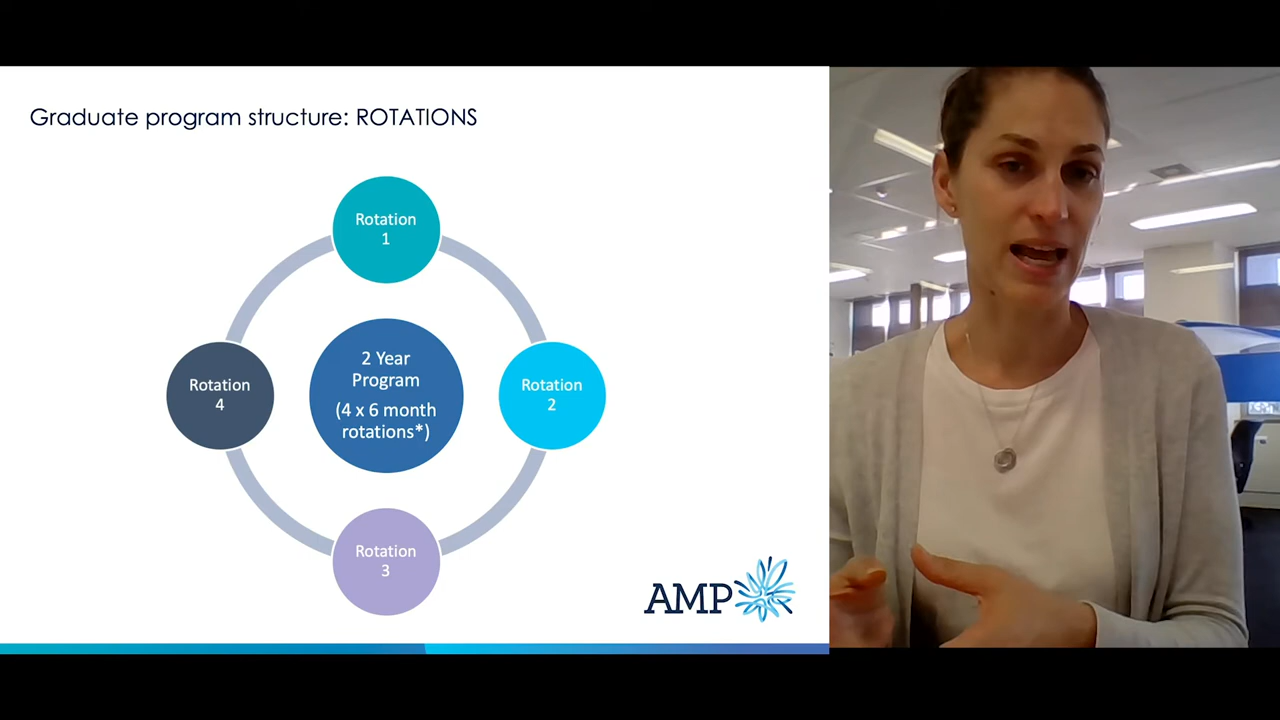 Graduate program structure: ROTATIONS
Rotation
1
2 Year
Program
(4 x 6 month
rotations*)
Rotation
4
Rotation
2
Rotation
3
AMP